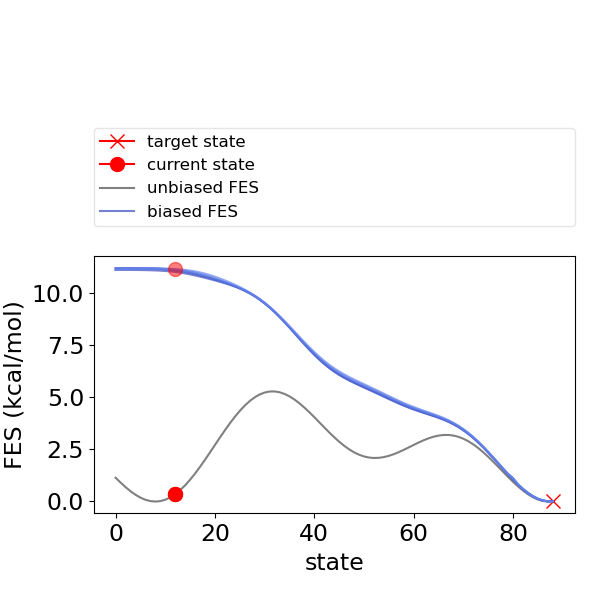 target state
current state
unbiased FES
biased FES
FES (kcal/mol)
10.0
7.5
5.0
2.5
0.0
0 20 40 60 80
state